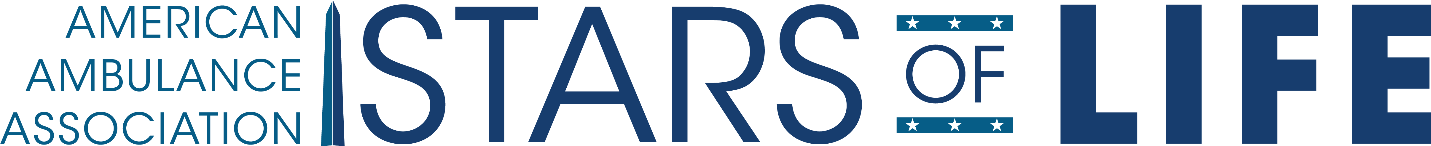 AMERICAN
AMBULANCE
ASSOCIATION
STARS OF LIFE